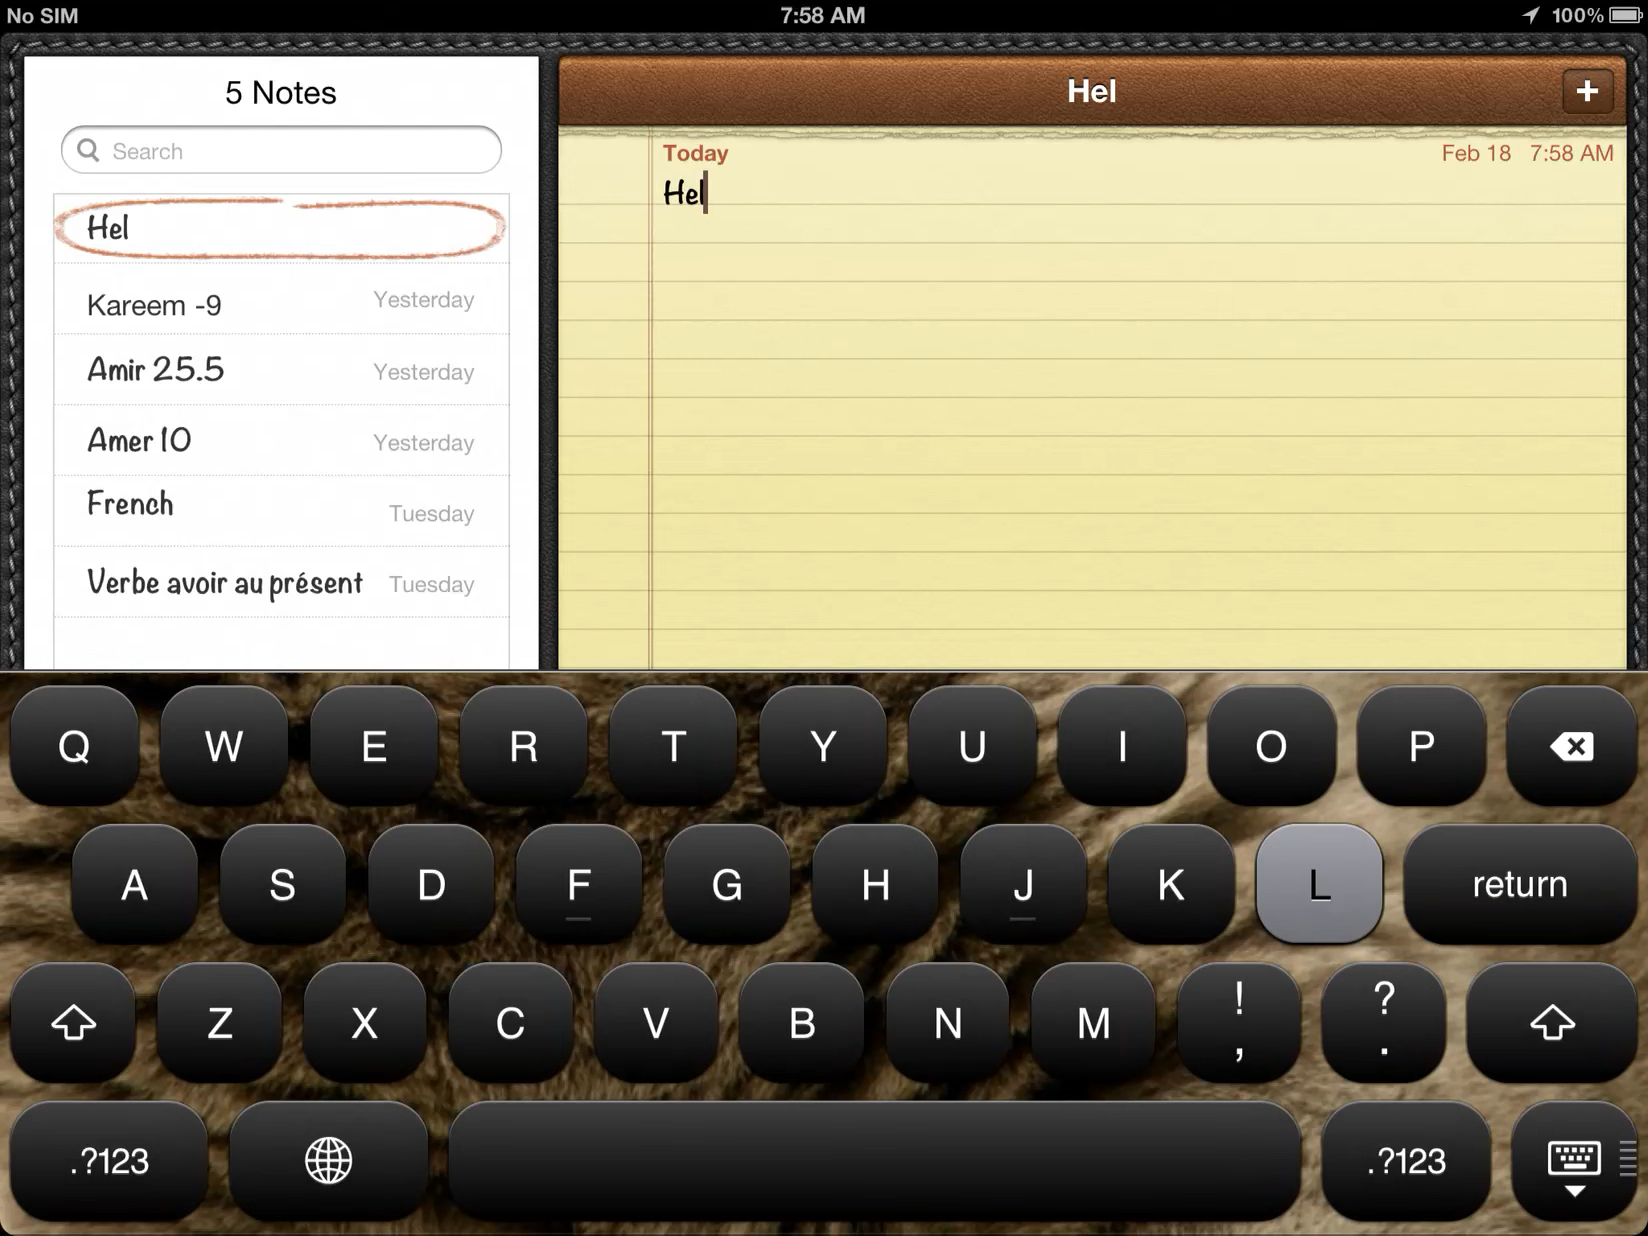 No SIM 7:58 AM 100%
5 Notes
Search
Hel
Kareem -9 Yesterday
Amir 25.5 Yesterday
Amer 10 Yesterday
French Tuesday
Verbe avoir au présent Tuesday
Hel +
Today Feb 18 7:58 AM
Hel
Q W E R T Y U I O P
A S D F G H J K L return
Z X C V B N M ! , ? .
.?123 .?123